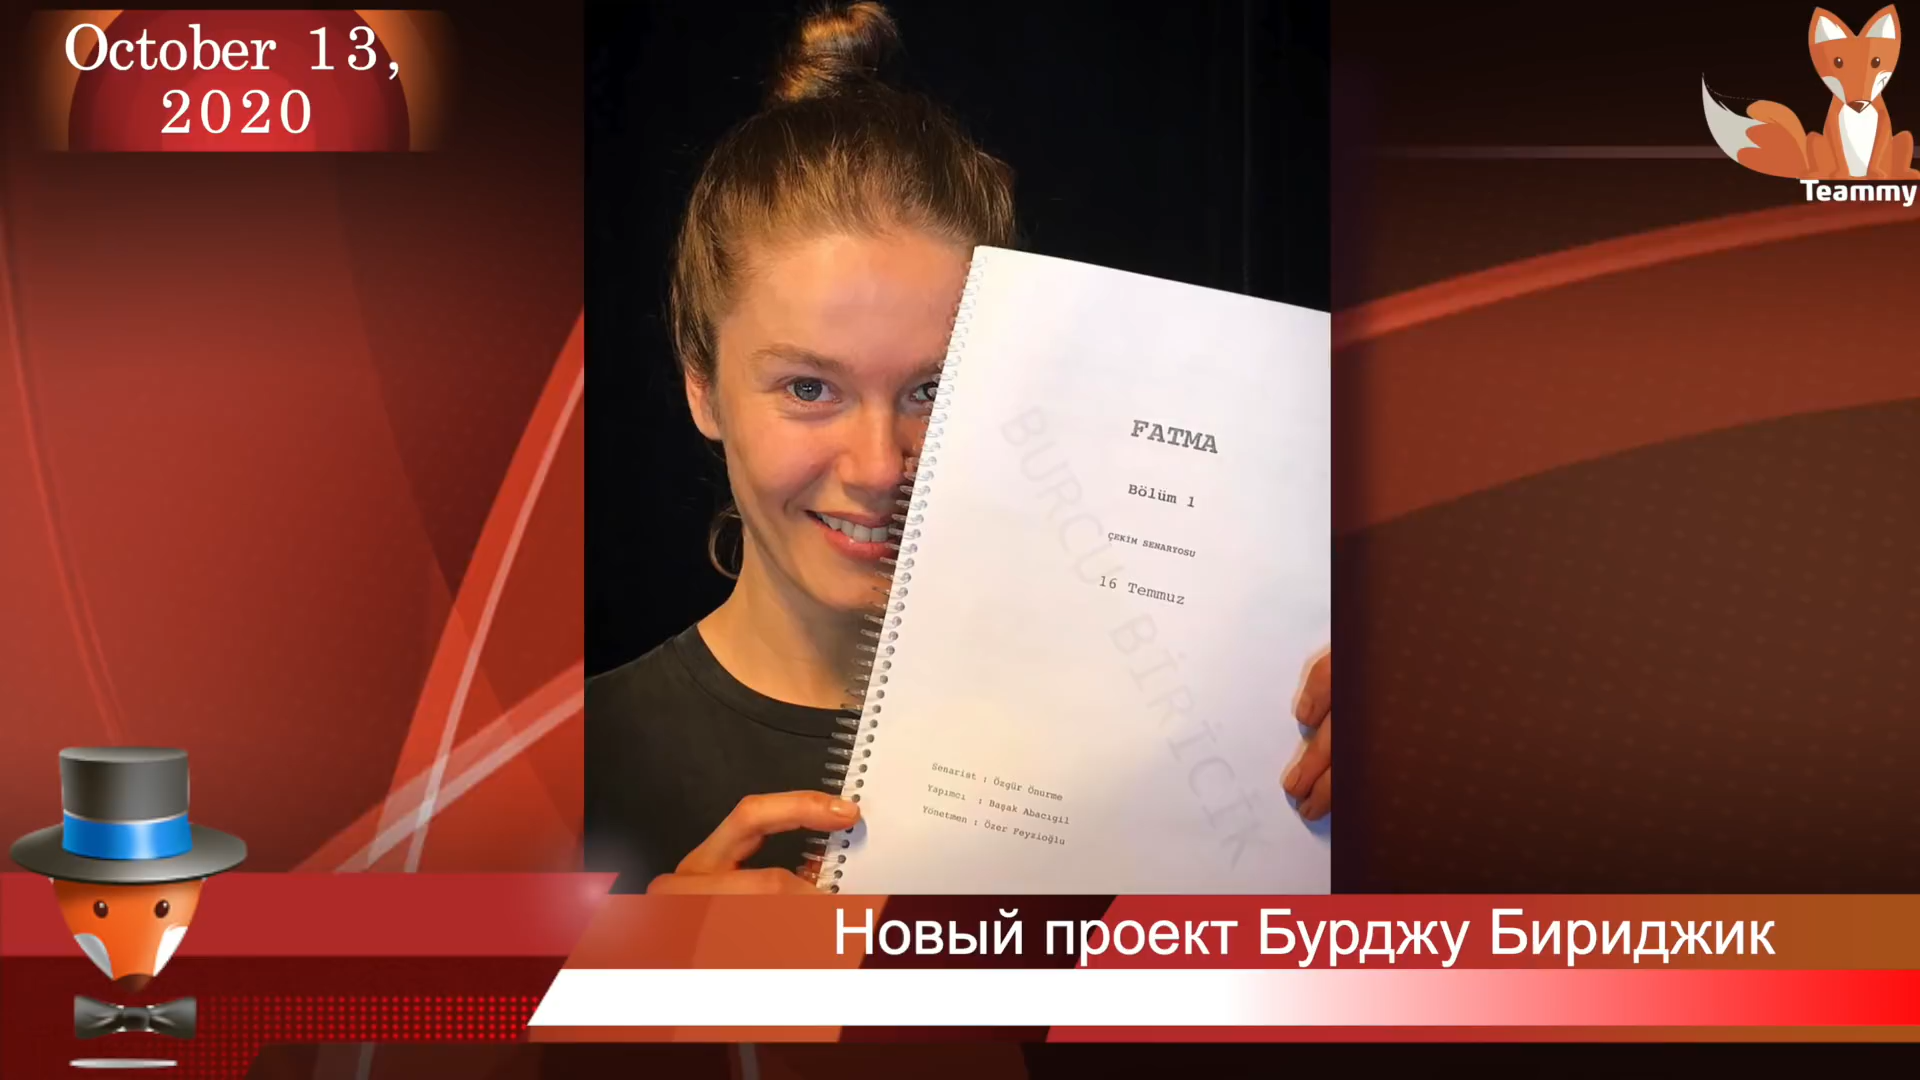 October 13,
2020
Teammy
FATMA
Bölüm 1
ÇEKİM SENARYOSU
16 Temmuz
BURCU BİRİCİK
Senarist : Özgür Önurme
Yapımcı : Başak Abacıgil
Yönetmen : Özer Feyzioğlu
Новый проект Бурджу Бириджик